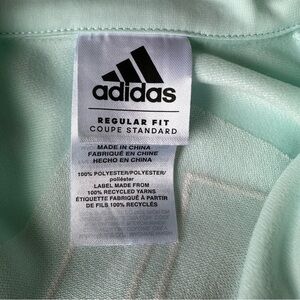 adidas
REGULAR FIT
COUPE STANDARD
MADE IN CHINA
FABRIQUÉ EN CHINE
HECHO EN CHINA
100% POLYESTER/POLYESTER/
poliéster
LABEL MADE FROM
100% RECYCLED YARNS
ÉTIQUETTE FABRIQUÉE À PARTIR
DE FILS 100% RECYCLÉS